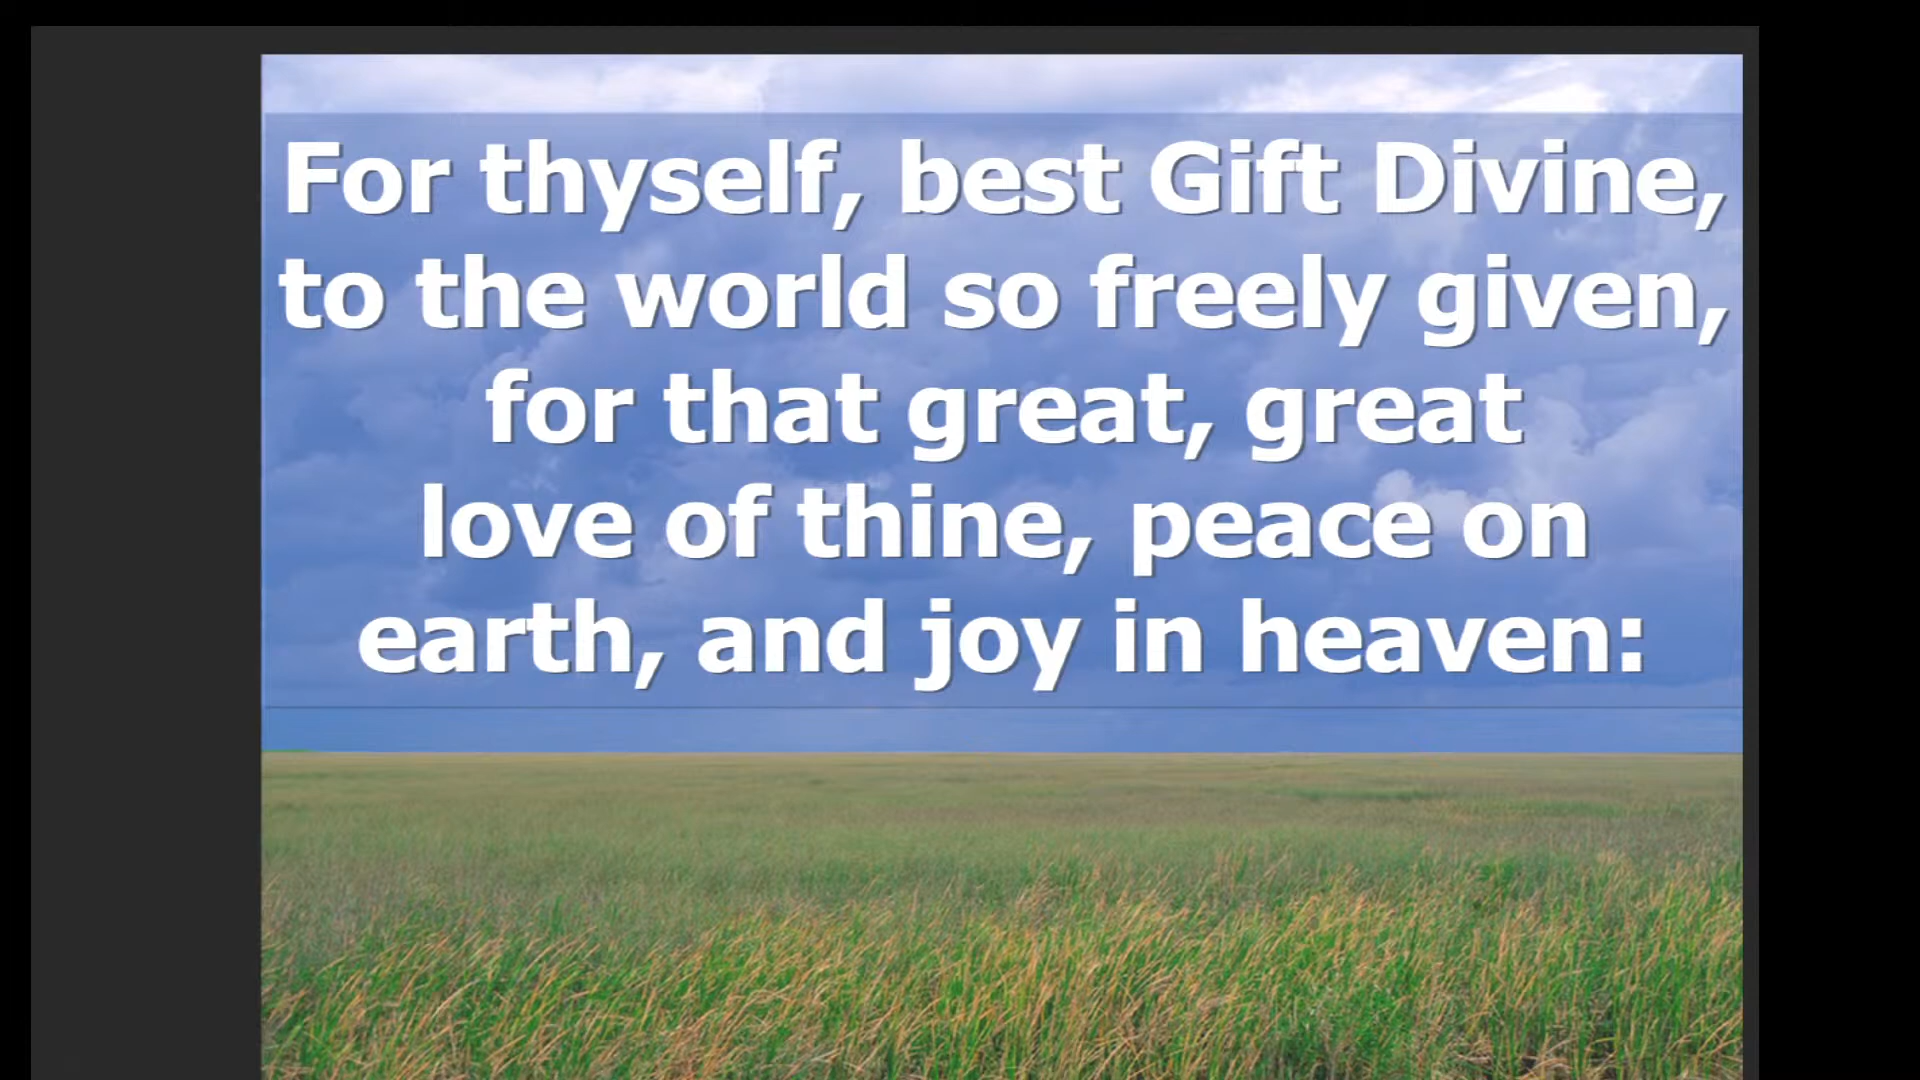 For thyself, best Gift Divine,
to the world so freely given,
for that great, great
love of thine, peace on
earth, and joy in heaven: